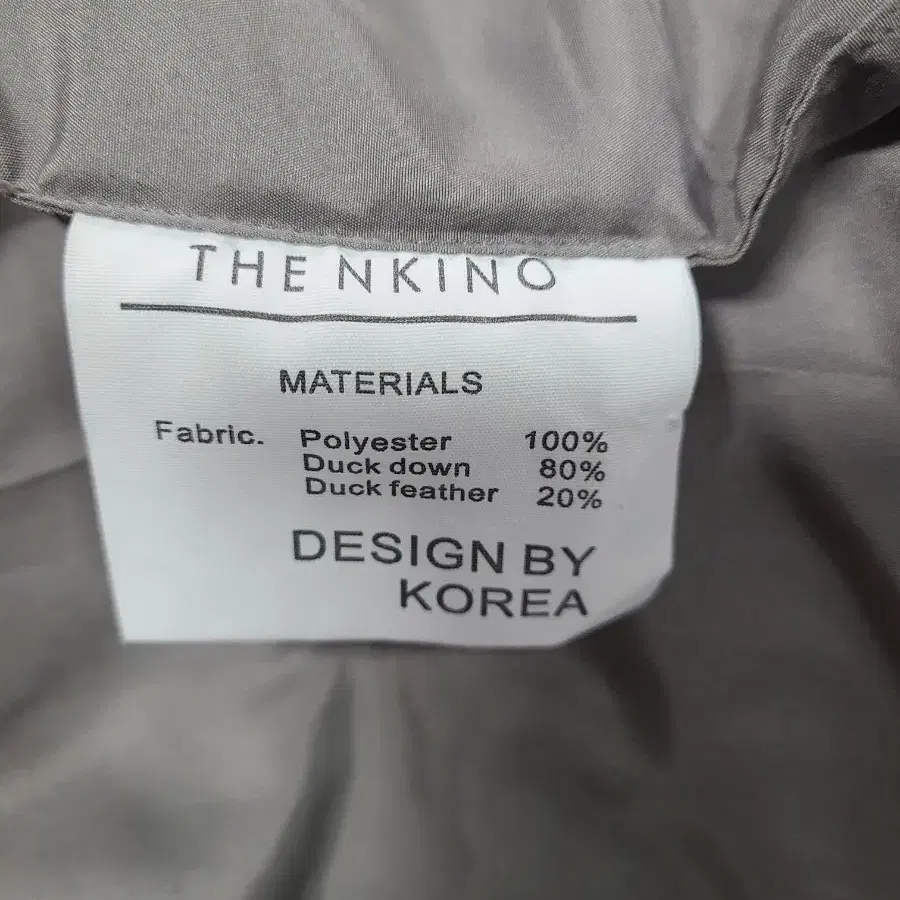 THE NKINO
MATERIALS
Fabric. Polyester 100%
Duck down 80%
Duck feather 20%
DESIGN BY
KOREA